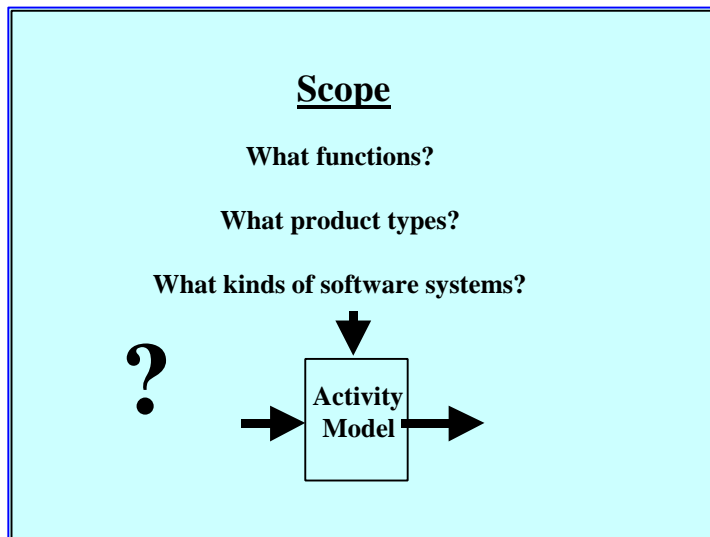 Scope
What functions?
What product types?
What kinds of software systems?
?
Activity
Model